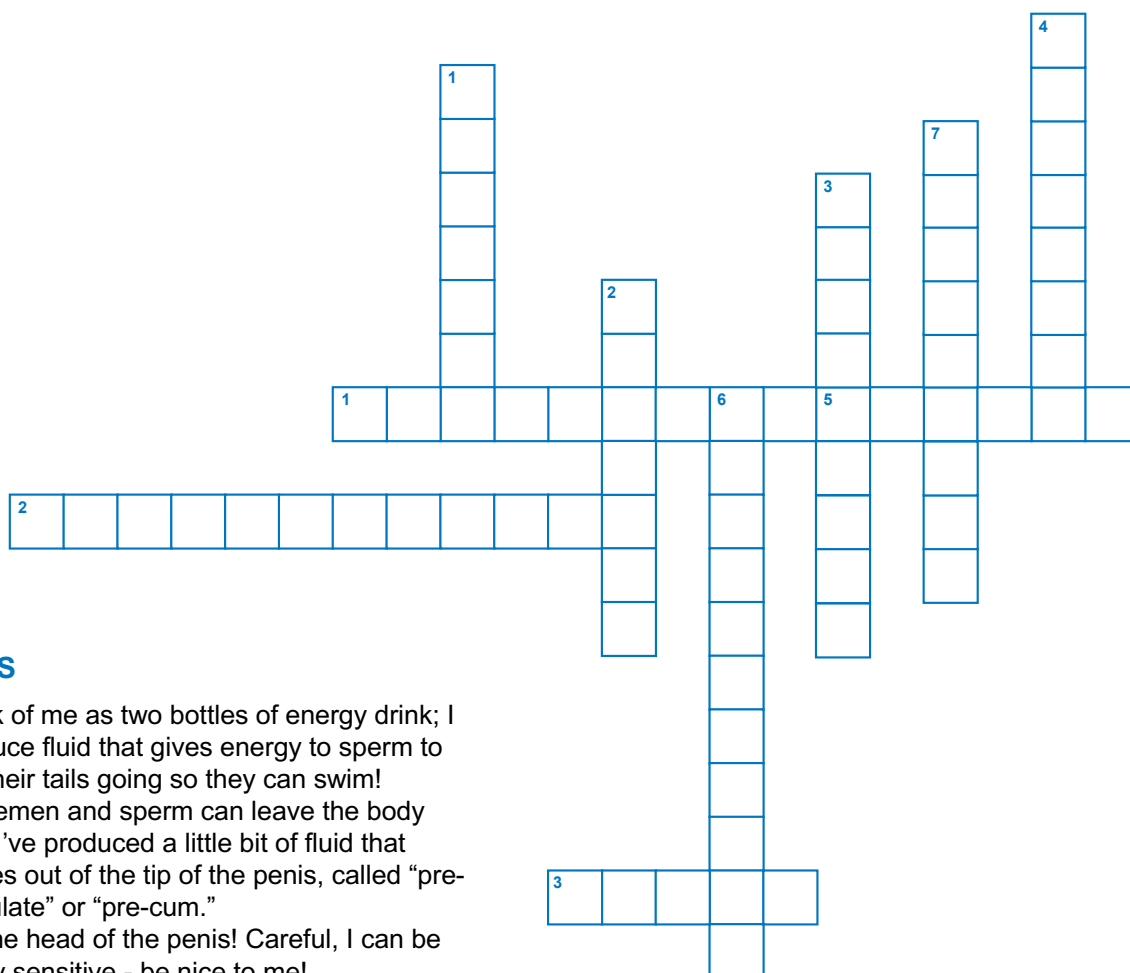 4
1
7
3
2
1 6 5
2
S
k of me as two bottles of energy drink; I
uce fluid that gives energy to sperm to
heir tails going so they can swim!
emen and sperm can leave the body
've produced a little bit of fluid that
es out of the tip of the penis, called “pre-
ulate” or “pre-cum.”
3
he head of the penis! Careful, I can be
y sensitive - be nice to me!